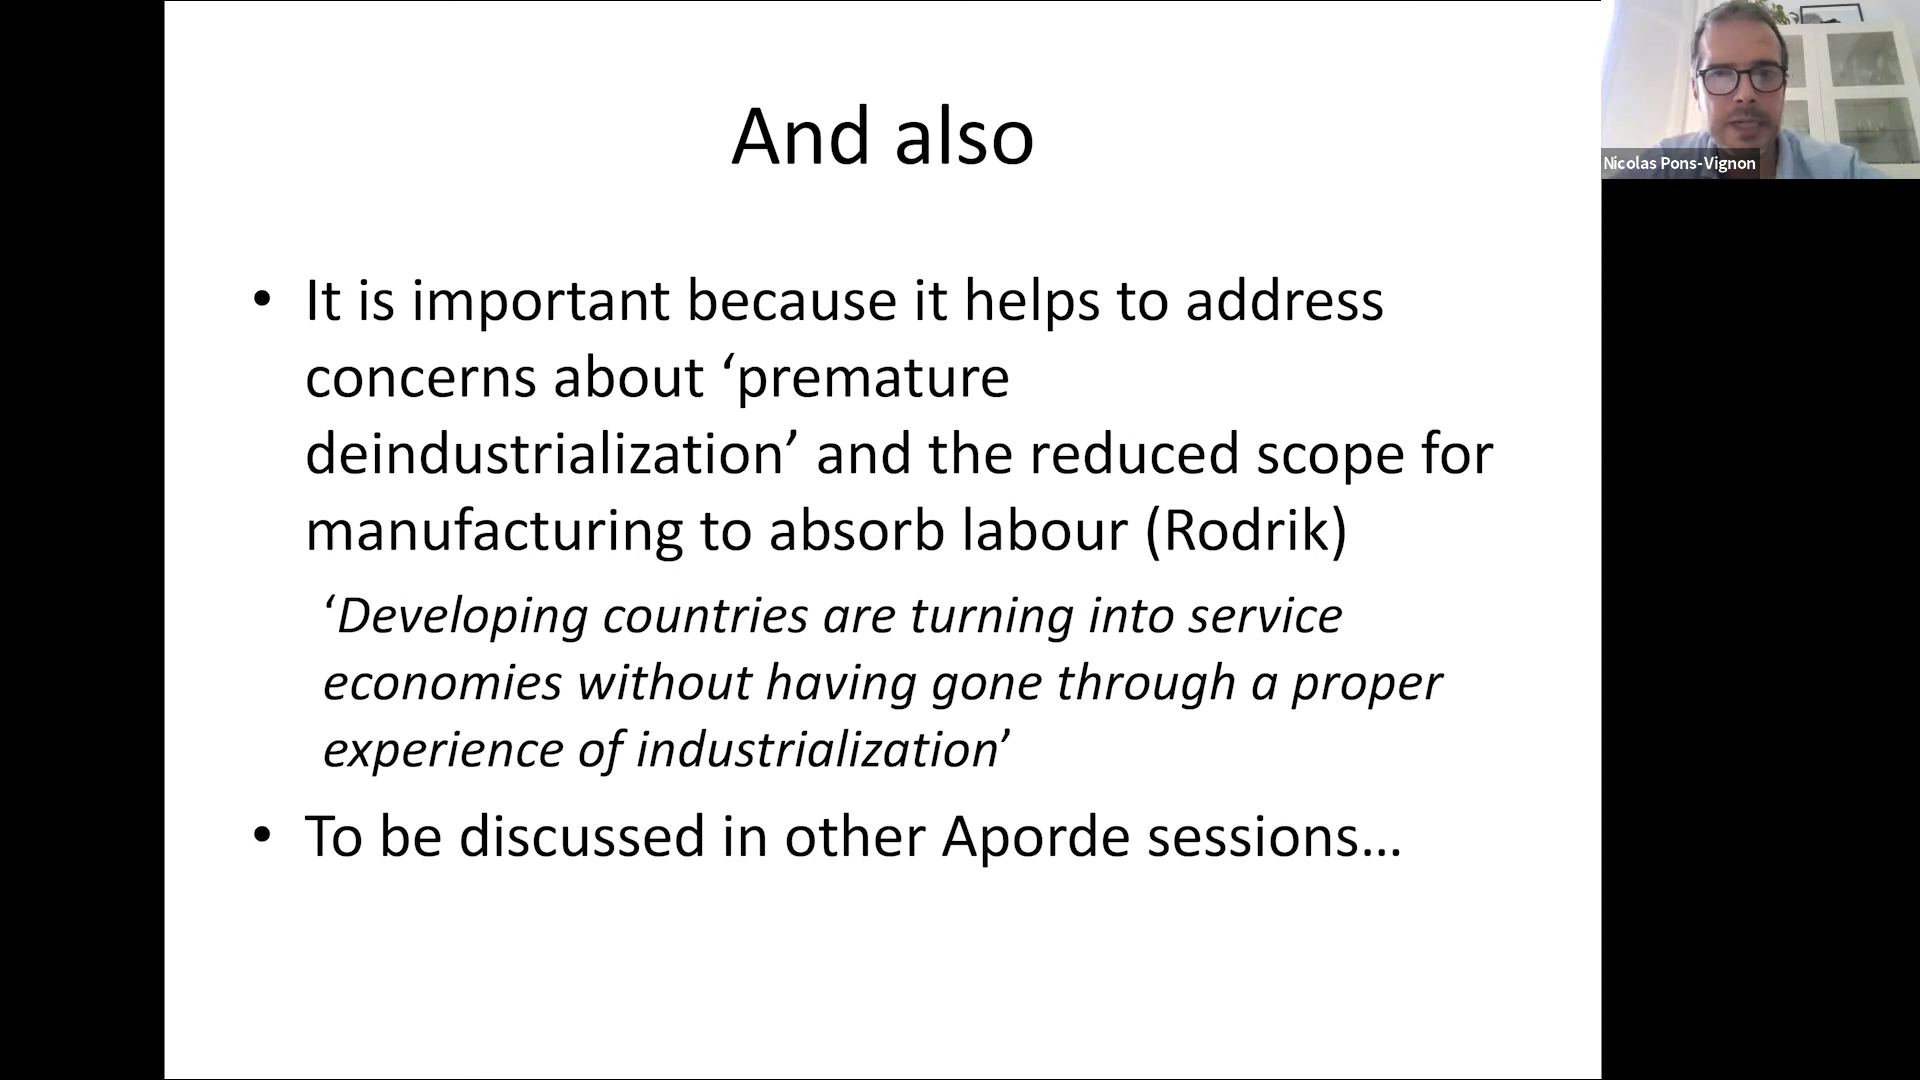 And also
• It is important because it helps to address
concerns about ‘premature
deindustrialization’ and the reduced scope for
manufacturing to absorb labour (Rodrik)
‘Developing countries are turning into service
economies without having gone through a proper
experience of industrialization’
• To be discussed in other Aporde sessions…
Nicolas Pons-Vignon